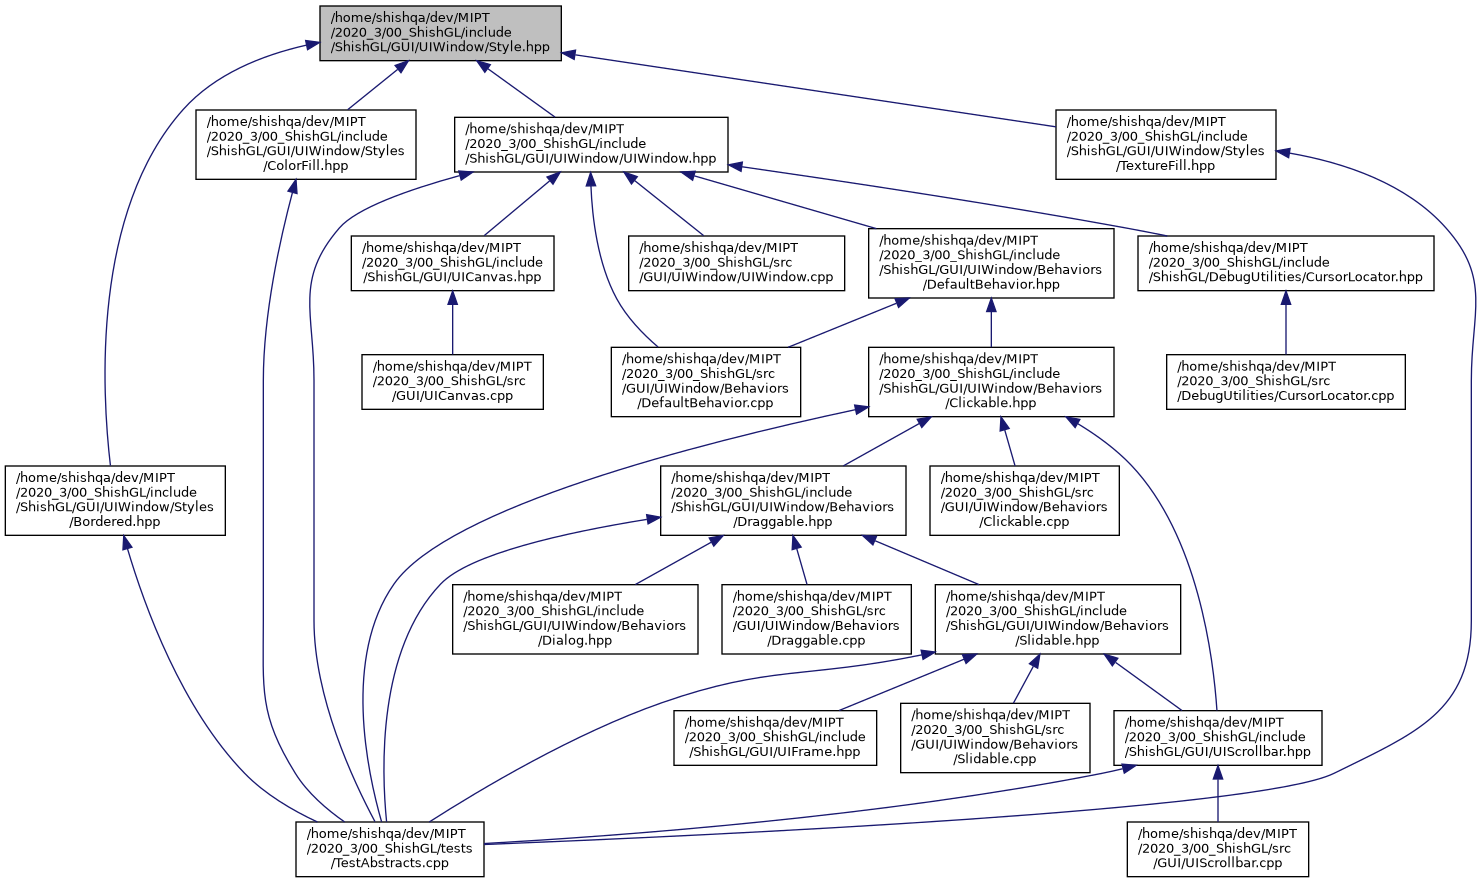 /home/shishqa/dev/MIPT
/2020_3/00_ShishGL/include
/ShishGL/GUI/UIWindow/Style.hpp
/home/shishqa/dev/MIPT
/2020_3/00_ShishGL/include
/ShishGL/GUI/UIWindow/Styles
/ColorFill.hpp
/home/shishqa/dev/MIPT
/2020_3/00_ShishGL/include
/ShishGL/GUI/UIWindow/UIWindow.hpp
/home/shishqa/dev/MIPT
/2020_3/00_ShishGL/include
/ShishGL/GUI/UIWindow/Styles
/TextureFill.hpp
/home/shishqa/dev/MIPT
/2020_3/00_ShishGL/include
/ShishGL/GUI/UICanvas.hpp
/home/shishqa/dev/MIPT
/2020_3/00_ShishGL/src
/GUI/UIWindow/UIWindow.cpp
/home/shishqa/dev/MIPT
/2020_3/00_ShishGL/include
/ShishGL/GUI/UIWindow/Behaviors
/DefaultBehavior.hpp
/home/shishqa/dev/MIPT
/2020_3/00_ShishGL/include
/ShishGL/DebugUtilities/CursorLocator.hpp
/home/shishqa/dev/MIPT
/2020_3/00_ShishGL/src
/GUI/UICanvas.cpp
/home/shishqa/dev/MIPT
/2020_3/00_ShishGL/src
/GUI/UIWindow/Behaviors
/DefaultBehavior.cpp
/home/shishqa/dev/MIPT
/2020_3/00_ShishGL/include
/ShishGL/GUI/UIWindow/Behaviors
/Clickable.hpp
/home/shishqa/dev/MIPT
/2020_3/00_ShishGL/src
/DebugUtilities/CursorLocator.cpp
/home/shishqa/dev/MIPT
/2020_3/00_ShishGL/include
/ShishGL/GUI/UIWindow/Styles
/Bordered.hpp
/home/shishqa/dev/MIPT
/2020_3/00_ShishGL/include
/ShishGL/GUI/UIWindow/Behaviors
/Draggable.hpp
/home/shishqa/dev/MIPT
/2020_3/00_ShishGL/src
/GUI/UIWindow/Behaviors
/Clickable.cpp
/home/shishqa/dev/MIPT
/2020_3/00_ShishGL/include
/ShishGL/GUI/UIWindow/Behaviors
/Dialog.hpp
/home/shishqa/dev/MIPT
/2020_3/00_ShishGL/src
/GUI/UIWindow/Behaviors
/Draggable.cpp
/home/shishqa/dev/MIPT
/2020_3/00_ShishGL/include
/ShishGL/GUI/UIWindow/Behaviors
/Slidable.hpp
/home/shishqa/dev/MIPT
/2020_3/00_ShishGL/include
/ShishGL/GUI/UIFrame.hpp
/home/shishqa/dev/MIPT
/2020_3/00_ShishGL/src
/GUI/UIWindow/Behaviors
/Slidable.cpp
/home/shishqa/dev/MIPT
/2020_3/00_ShishGL/include
/ShishGL/GUI/UIScrollbar.hpp
/home/shishqa/dev/MIPT
/2020_3/00_ShishGL/tests
/TestAbstracts.cpp
/home/shishqa/dev/MIPT
/2020_3/00_ShishGL/src
/GUI/UIScrollbar.cpp